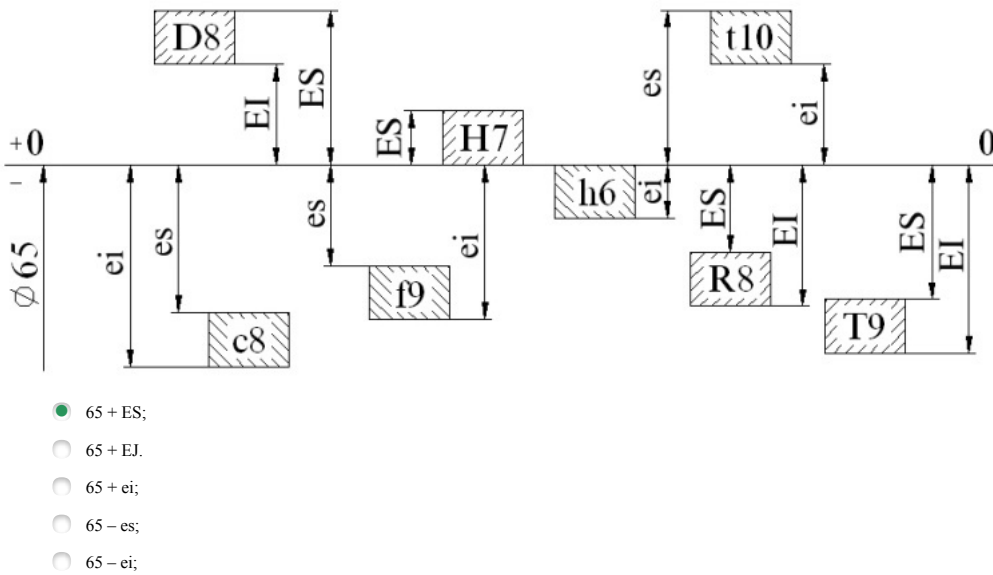 D8
EI
ES
ES
H7
es
t10
ei
+0
0
–
Ø 65
ei
es
es
f9
ei
c8
h6
ei
ES
EI
R8
ES
EI
T9
65 + ES;
65 + EJ.
65 + ei;
65 – es;
65 – ei;